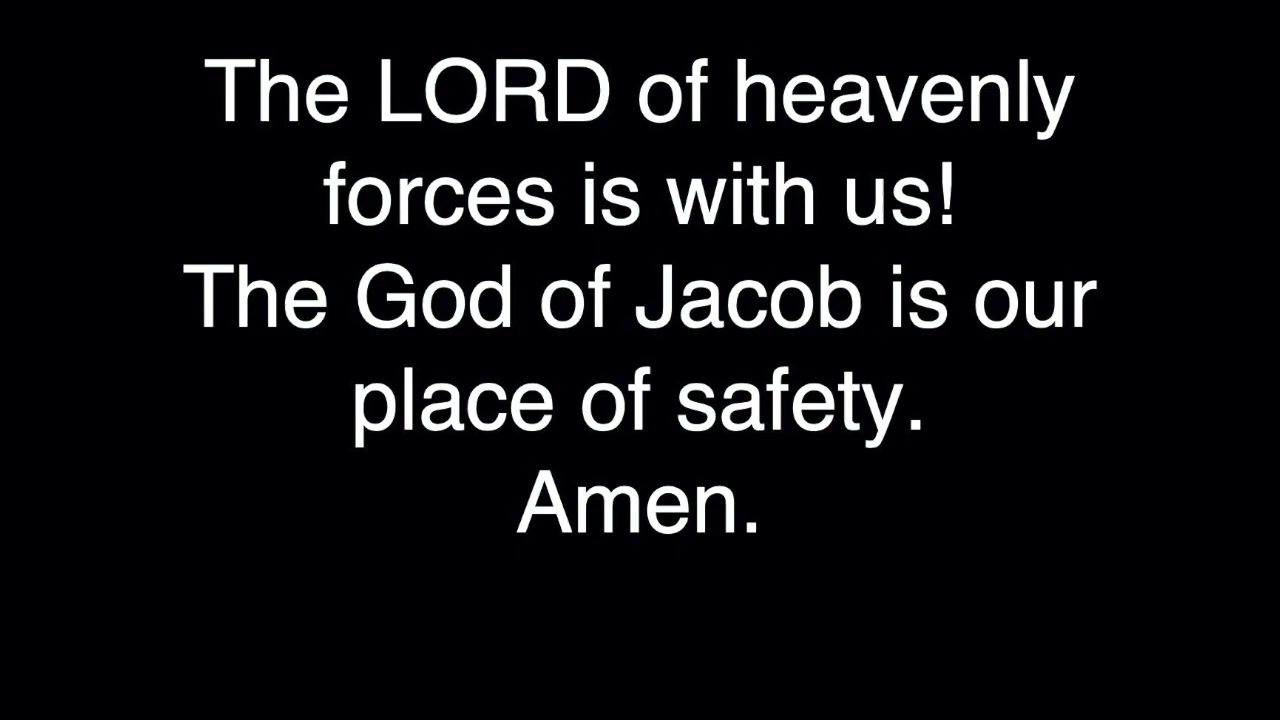 The LORD of heavenly
forces is with us!
The God of Jacob is our
place of safety.
Amen.